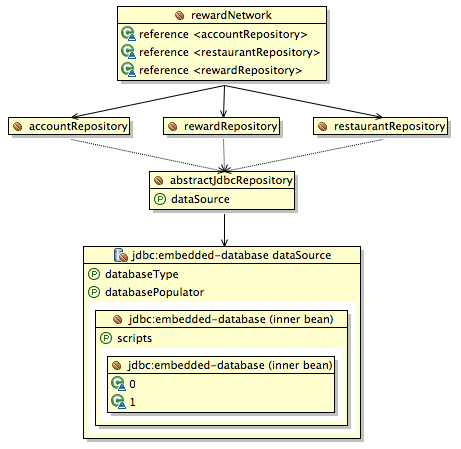 rewardNetwork
reference <accountRepository>
reference <restaurantRepository>
reference <rewardRepository>
accountRepository
rewardRepository
restaurantRepository
abstractJdbcRepository
dataSource
jdbc:embedded-database dataSource
databaseType
databasePopulator
jdbc:embedded-database (inner bean)
scripts
jdbc:embedded-database (inner bean)
0
1